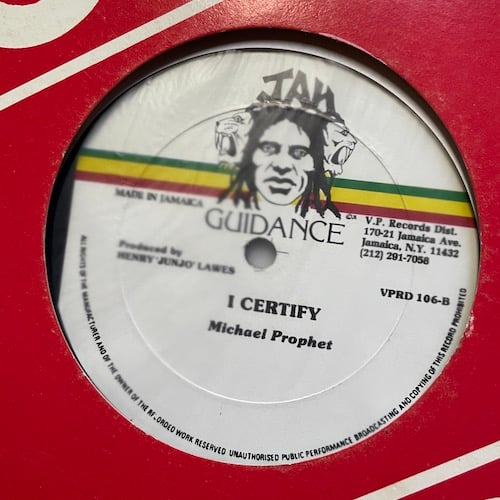 JAH
GUIDANCE
MADE IN JAMAICA
V.P. Records Dist.
170-21 Jamaica Ave.
Jamaica, N.Y. 11432
(212) 291-7058
Produced by
HENRY 'JUNJO' LAWES
VPRD 106-B
I CERTIFY
Michael Prophet
ALL RIGHTS OF THE MANUFACTURER AND OF THE OWNER OF THE RECORDED WORK RESERVED UNAUTHORISED PUBLIC PERFORMANCE BROADCASTING AND COPYING OF THIS RECORD PROHIBITED